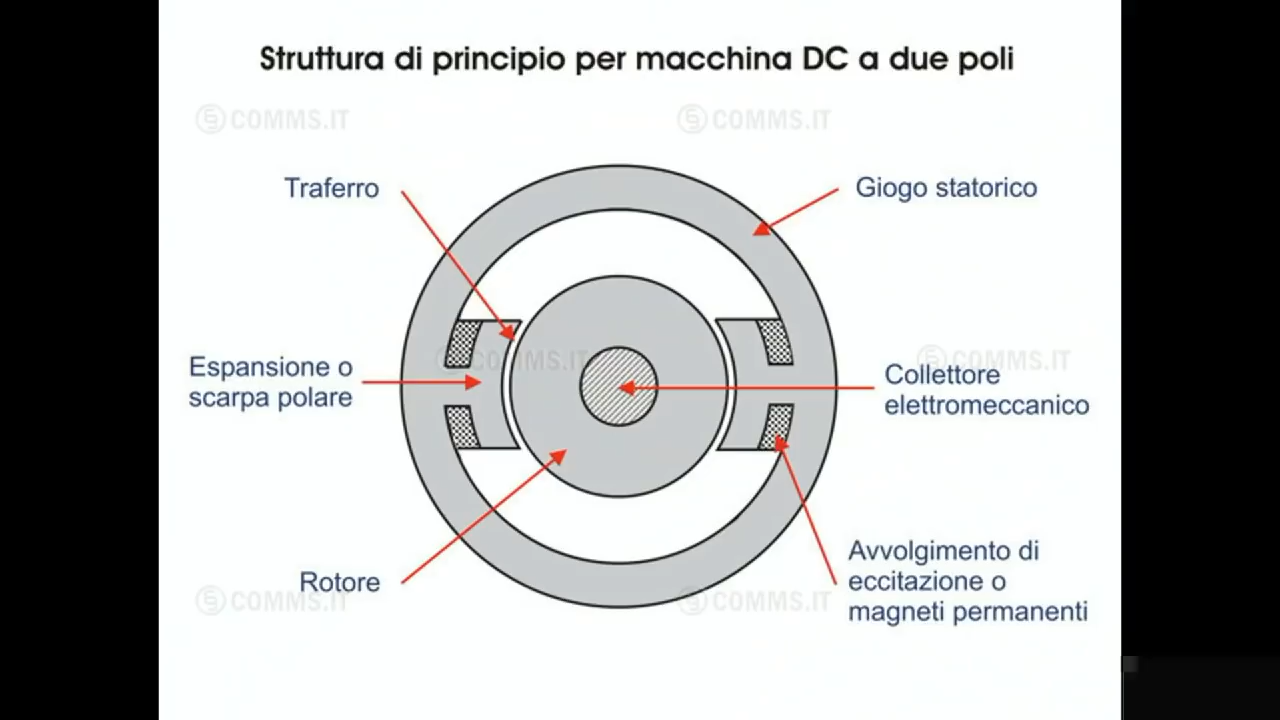 Struttura di principio per macchina DC a due poli
COMMS.IT
COMMS.IT
Traferro
Giogo statorico
Espansione o
scarpa polare
COMMS.IT
COMMS.IT
Collettore
elettromeccanico
Rotore
Avvolgimento di
eccitazione o
magneti permanenti
COMMS.IT
COMMS.IT